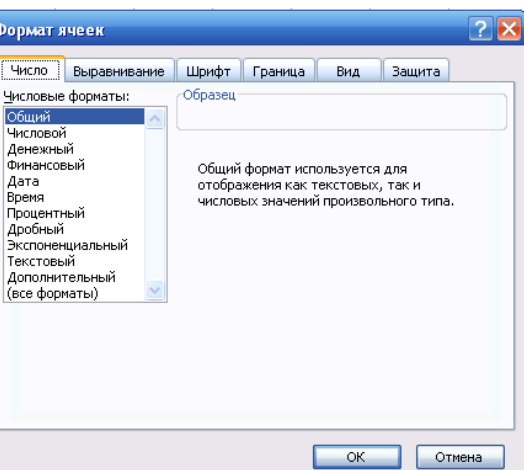 Формат ячеек
Число Выравнивание Шрифт Граница Вид Защита
Числовые форматы:
Образец
Общий
Числовой
Денежный
Финансовый
Дата
Время
Процентный
Дробный
Экспоненциальный
Текстовый
Дополнительный
(все форматы)
Общий формат используется для
отображения как текстовых, так и
числовых значений произвольного типа.
ОК Отмена